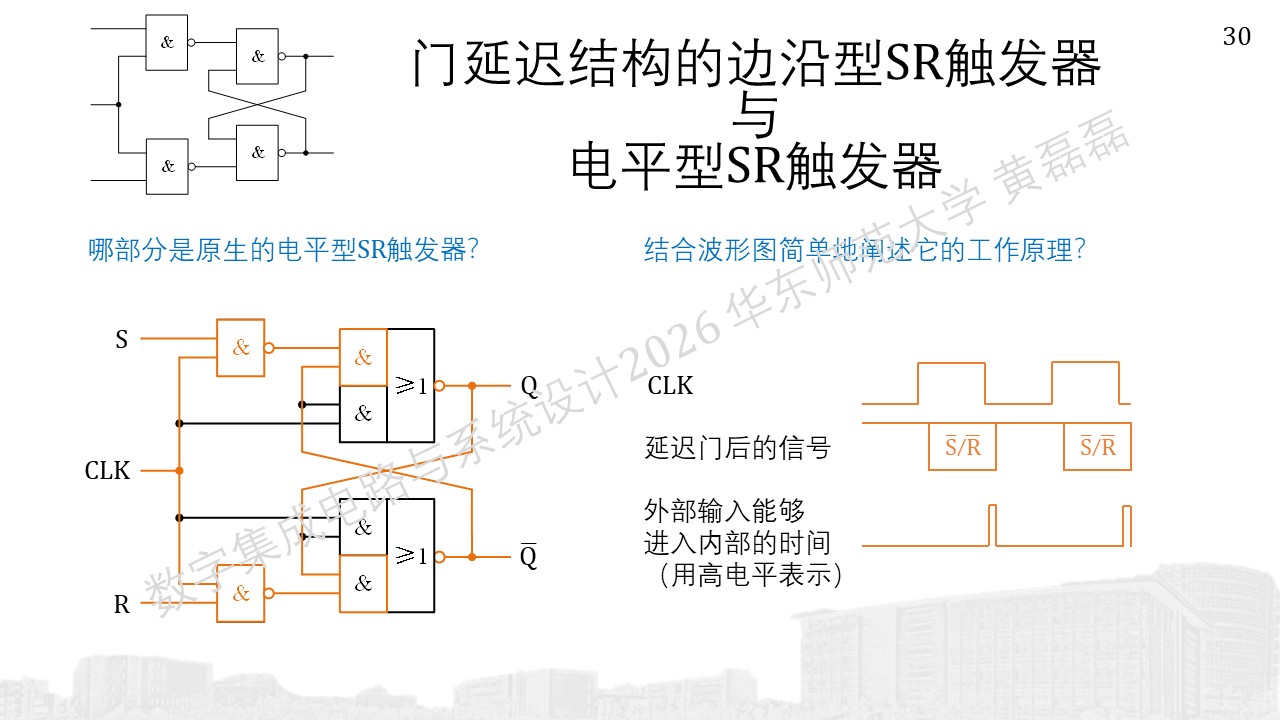 30
门延迟结构的边沿型SR触发器
与
电平型SR触发器
&
&
&
&
哪部分是原生的电平型SR触发器?
结合波形图简单地阐述它的工作原理?
S
&
&
&
≥1
Q
CLK
&
&
≥1
Q̅
R
&
CLK
延迟门后的信号
S̅/R̅
S̅/R̅
外部输入能够
进入内部的时间
（用高电平表示）
数字集成电路与系统设计2026 华东师范大学 黄磊磊